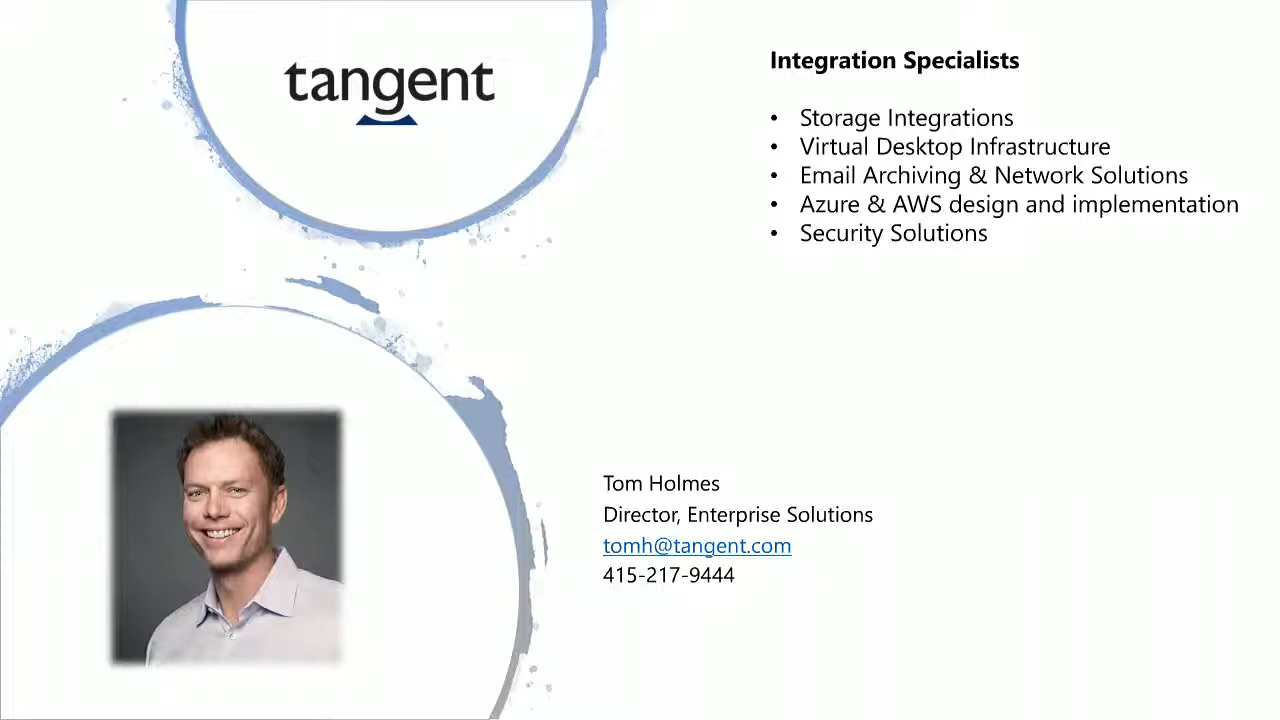 tangent
Integration Specialists
• Storage Integrations
• Virtual Desktop Infrastructure
• Email Archiving & Network Solutions
• Azure & AWS design and implementation
• Security Solutions
Tom Holmes
Director, Enterprise Solutions
tomh@tangent.com
415-217-9444